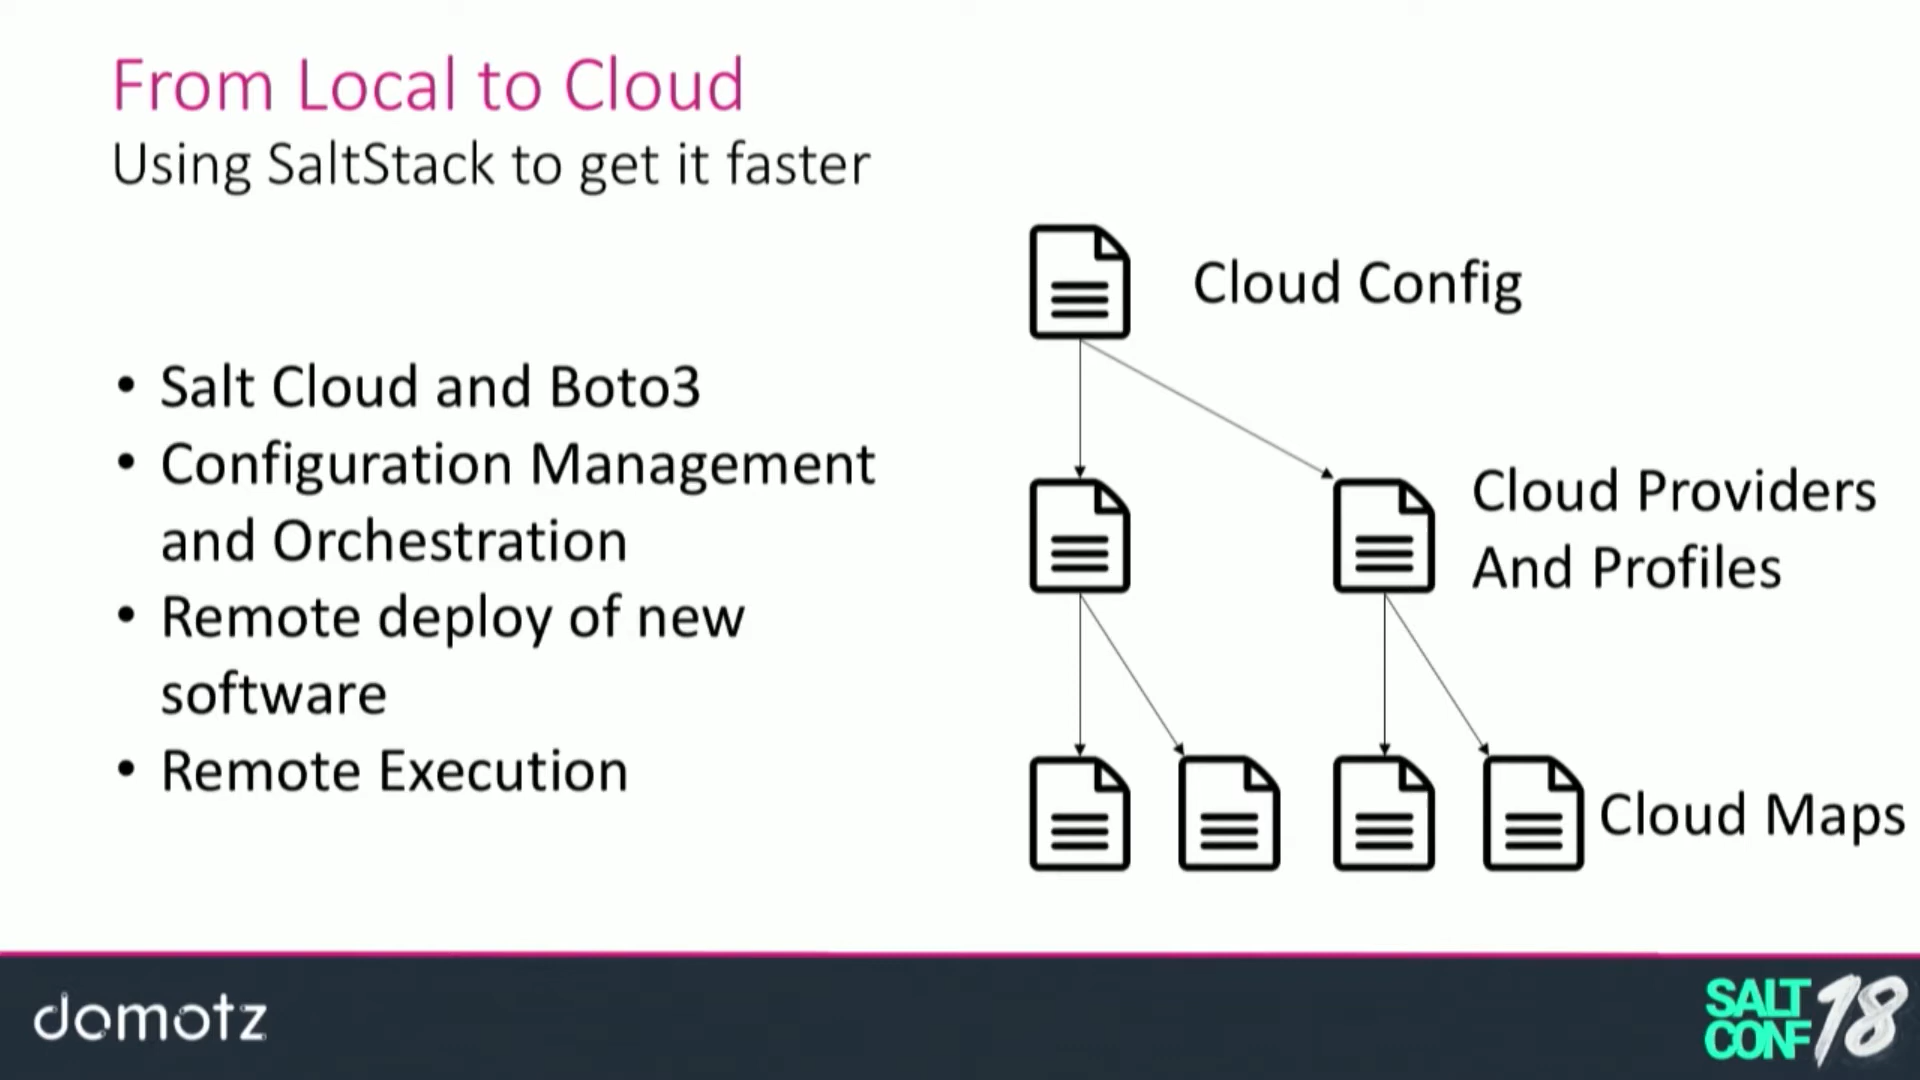 From Local to Cloud
Using SaltStack to get it faster
• Salt Cloud and Boto3
• Configuration Management
and Orchestration
• Remote deploy of new
software
• Remote Execution
Cloud Config
Cloud Providers
And Profiles
Cloud Maps
domotz
SALT
CONF
18